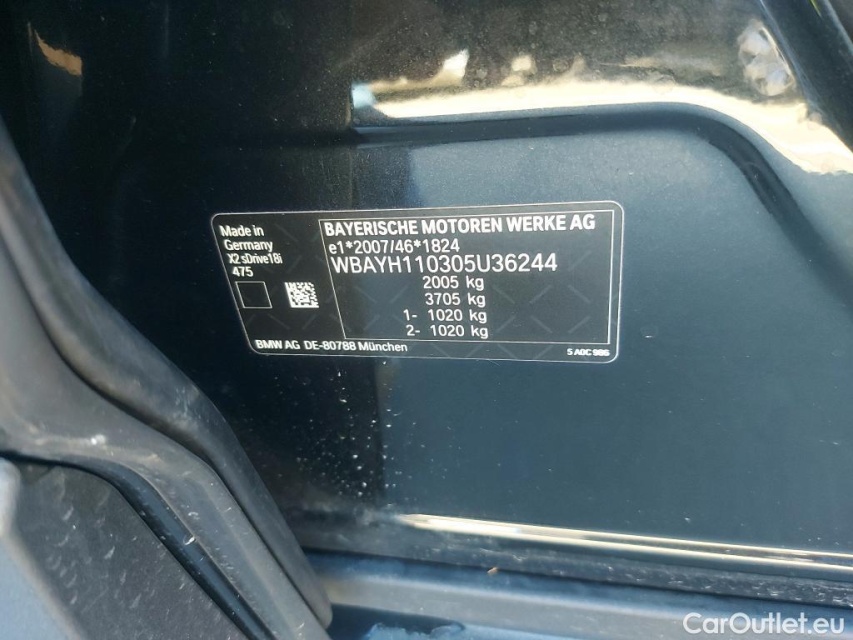 Made in
Germany
X2 sDrive18i
475
BAYERISCHE MOTOREN WERKE AG
e1*2007/46*1824
WBAYH110305U36244
2005 kg
3705 kg
1- 1020 kg
2- 1020 kg
BMW AG DE-80788 München
5 A0C 986
CarOutlet.eu